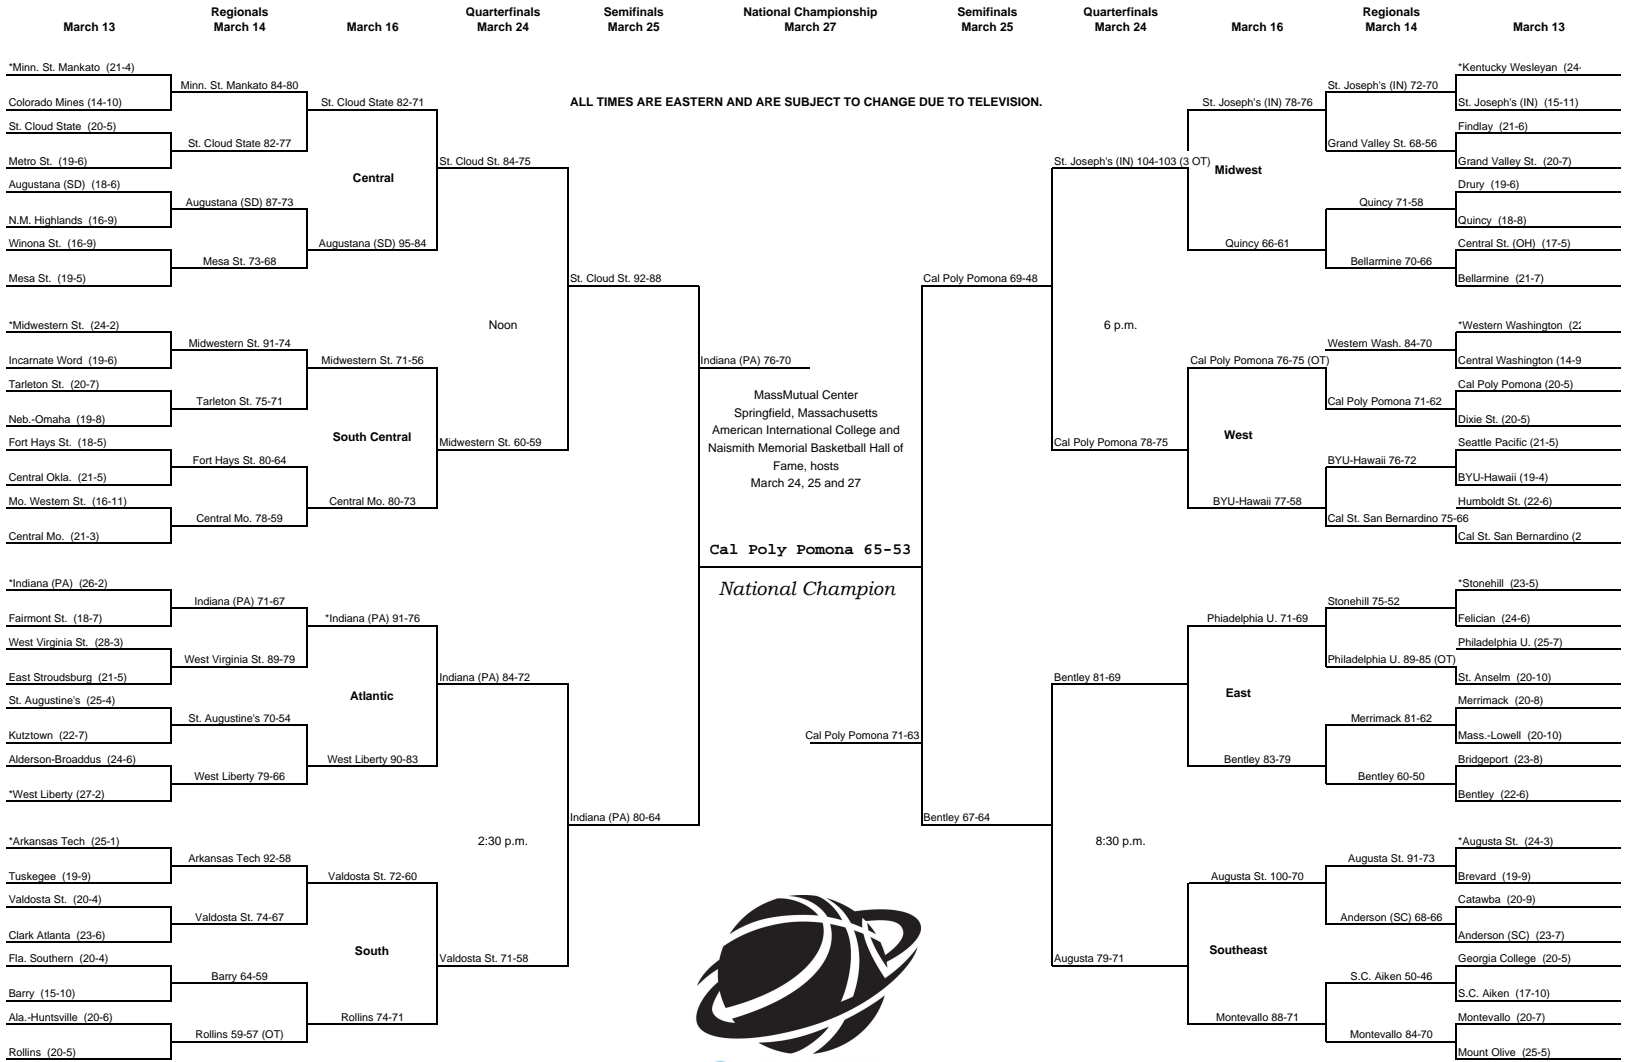 Regionals Quarterfinals Semifinals National Championship Semifinals Quarterfinals Regionals
March 13 March 14 March 16 March 24 March 25 March 27 March 25 March 24 March 16 March 14 March 13
ALL TIMES ARE EASTERN AND ARE SUBJECT TO CHANGE DUE TO TELEVISION.
*Minn. St. Mankato (21-4)
Colorado Mines (14-10)
St. Cloud State (20-5)
Metro St. (19-6)
Augustana (SD) (18-6)
N.M. Highlands (16-9)
Winona St. (16-9)
Mesa St. (19-5)
*Midwestern St. (24-2)
Incarnate Word (19-6)
Tarleton St. (20-7)
Neb.-Omaha (19-8)
Fort Hays St. (18-5)
Central Okla. (21-5)
Mo. Western St. (16-11)
Central Mo. (21-3)
*Indiana (PA) (26-2)
Fairmont St. (18-7)
West Virginia St. (28-3)
East Stroudsburg (21-5)
St. Augustine's (25-4)
Kutztown (22-7)
Alderson-Broaddus (24-6)
*West Liberty (27-2)
*Arkansas Tech (25-1)
Tuskegee (19-9)
Valdosta St. (20-4)
Clark Atlanta (23-6)
Fla. Southern (20-4)
Barry (15-10)
Ala.-Huntsville (20-6)
Rollins (20-5)
Minn. St. Mankato 84-80
St. Cloud State 82-77
Augustana (SD) 87-73
Mesa St. 73-68
Midwestern St. 91-74
Tarleton St. 75-71
Fort Hays St. 80-64
Central Mo. 78-59
Indiana (PA) 71-67
West Virginia St. 89-79
St. Augustine's 70-54
West Liberty 79-66
Arkansas Tech 92-58
Valdosta St. 74-67
Barry 64-59
Rollins 59-57 (OT)
St. Cloud State 82-71
Central
Augustana (SD) 95-84
Midwestern St. 71-56
South Central
Central Mo. 80-73
*Indiana (PA) 91-76
Atlantic
West Liberty 90-83
Valdosta St. 72-60
South
Rollins 74-71
St. Cloud St. 84-75
Noon
Midwestern St. 60-59
Indiana (PA) 84-72
2:30 p.m.
Valdosta St. 71-58
St. Cloud St. 92-88
Indiana (PA) 80-64
Indiana (PA) 76-70
MassMutual Center
Springfield, Massachusetts
American International College and
Naismith Memorial Basketball Hall of
Fame, hosts
March 24, 25 and 27
Cal Poly Pomona 65-53
National Champion
Cal Poly Pomona 71-63
Cal Poly Pomona 69-48
Bentley 67-64
St. Joseph's (IN) 104-103 (3 OT)
6 p.m.
Cal Poly Pomona 78-75
Bentley 81-69
8:30 p.m.
Augusta 79-71
St. Joseph's (IN) 78-76
Midwest
Quincy 66-61
Cal Poly Pomona 76-75 (OT)
West
BYU-Hawaii 77-58
Phiadelphia U. 71-69
East
Bentley 83-79
Augusta St. 100-70
Southeast
Montevallo 88-71
St. Joseph's (IN) 72-70
Grand Valley St. 68-56
Quincy 71-58
Bellarmine 70-66
Western Wash. 84-70
Cal Poly Pomona 71-62
BYU-Hawaii 76-72
Cal St. San Bernardino 75-66
Stonehill 75-52
Philadelphia U. 89-85 (OT)
Merrimack 81-62
Bentley 60-50
Augusta St. 91-73
Anderson (SC) 68-66
S.C. Aiken 50-46
Montevallo 84-70
*Kentucky Wesleyan (24-
St. Joseph's (IN) (15-11)
Findlay (21-6)
Grand Valley St. (20-7)
Drury (19-6)
Quincy (18-8)
Central St. (OH) (17-5)
Bellarmine (21-7)
*Western Washington (22
Central Washington (14-9
Cal Poly Pomona (20-5)
Dixie St. (20-5)
Seattle Pacific (21-5)
BYU-Hawaii (19-4)
Humboldt St. (22-6)
Cal St. San Bernardino (2
*Stonehill (23-5)
Felician (24-6)
Philadelphia U. (25-7)
St. Anselm (20-10)
Merrimack (20-8)
Mass.-Lowell (20-10)
Bridgeport (23-8)
Bentley (22-6)
*Augusta St. (24-3)
Brevard (19-9)
Catawba (20-9)
Anderson (SC) (23-7)
Georgia College (20-5)
S.C. Aiken (17-10)
Montevallo (20-7)
Mount Olive (25-5)